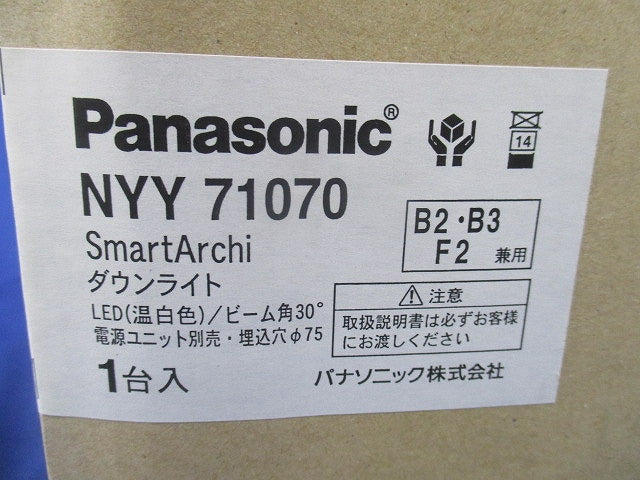 Panasonic®
14
NYY 71070
B2・B3
F2 兼用
SmartArchi
ダウンライト
LED(温白色)/ビーム角30°
電源ユニット別売・埋込穴φ75
⚠注意
取扱説明書は必ずお客様
にお渡しください
1台入
パナソニック株式会社